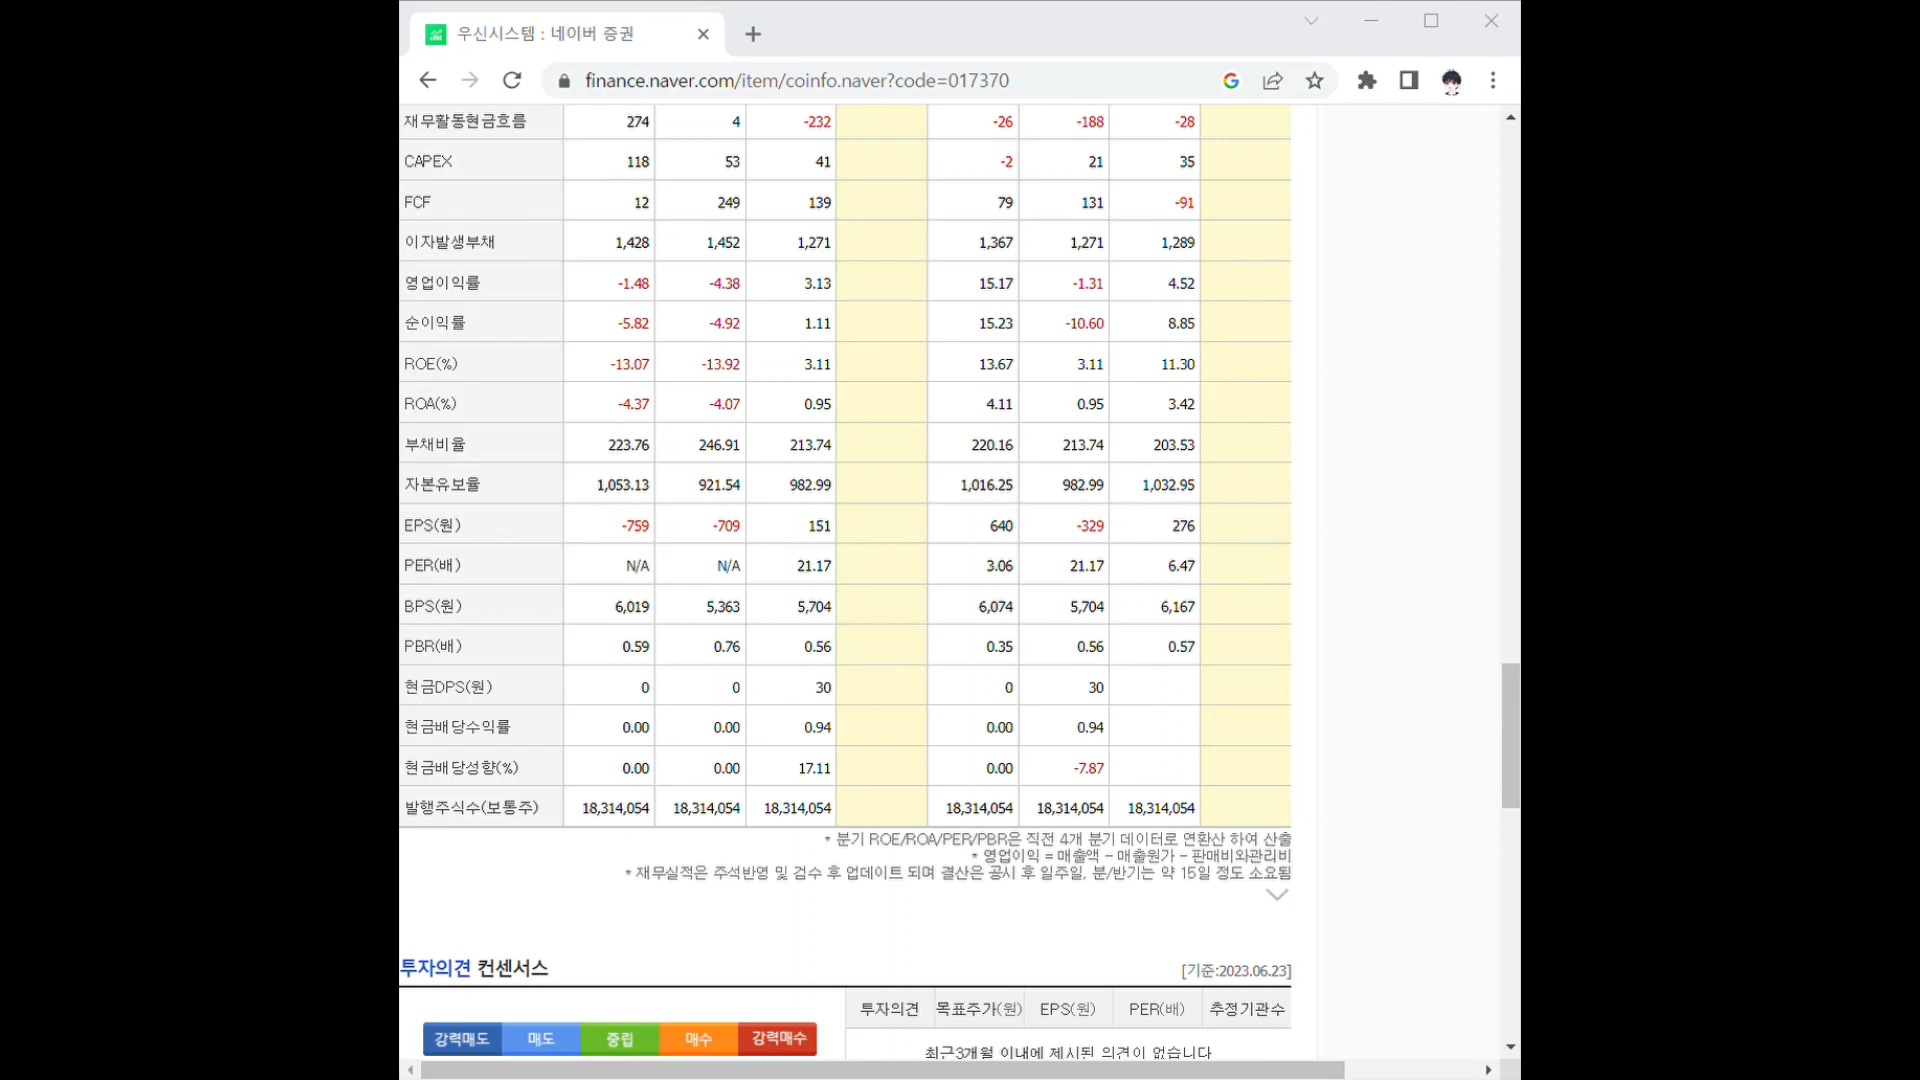 우신시스템 : 네이버 증권
finance.naver.com/item/coinfo.naver?code=017370
재무활동현금흐름 274 4 -232 -26 -188 -28
CAPEX 118 53 41 -2 21 35
FCF 12 249 139 79 131 -91
이자발생부채 1,428 1,452 1,271 1,367 1,271 1,289
영업이익률 -1.48 -4.38 3.13 15.17 -1.31 4.52
순이익률 -5.82 -4.92 1.11 15.23 -10.60 8.85
ROE(%) -13.07 -13.92 3.11 13.67 3.11 11.30
ROA(%) -4.37 -4.07 0.95 4.11 0.95 3.42
부채비율 223.76 246.91 213.74 220.16 213.74 203.53
자본유보율 1,053.13 921.54 982.99 1,016.25 982.99 1,032.95
EPS(원) -759 -709 151 640 -329 276
PER(배) N/A N/A 21.17 3.06 21.17 6.47
BPS(원) 6,019 5,363 5,704 6,074 5,704 6,167
PBR(배) 0.59 0.76 0.56 0.35 0.56 0.57
현금DPS(원) 0 0 30 0 30
현금배당수익률 0.00 0.00 0.94 0.00 0.94
현금배당성향(%) 0.00 0.00 17.11 0.00 -7.87
발행주식수(보통주) 18,314,054 18,314,054 18,314,054 18,314,054 18,314,054 18,314,054
* 분기 ROE/ROA/PER/PBR은 직전 4개 분기 데이터로 연환산 하여 산출
* 영업이익 = 매출액 - 매출원가 - 판매비와관리비
* 재무실적은 주석반영 및 검수 후 업데이트 되며 결산은 공시 후 일주일, 분/반기는 약 15일 정도 소요됨
투자의견 컨센서스 [기준:2023.06.23]
투자의견 목표주가(원) EPS(원) PER(배) 추정기관수
강력매도 매도 중립 매수 강력매수
최근3개월 이내에 제시된 의견이 없습니다